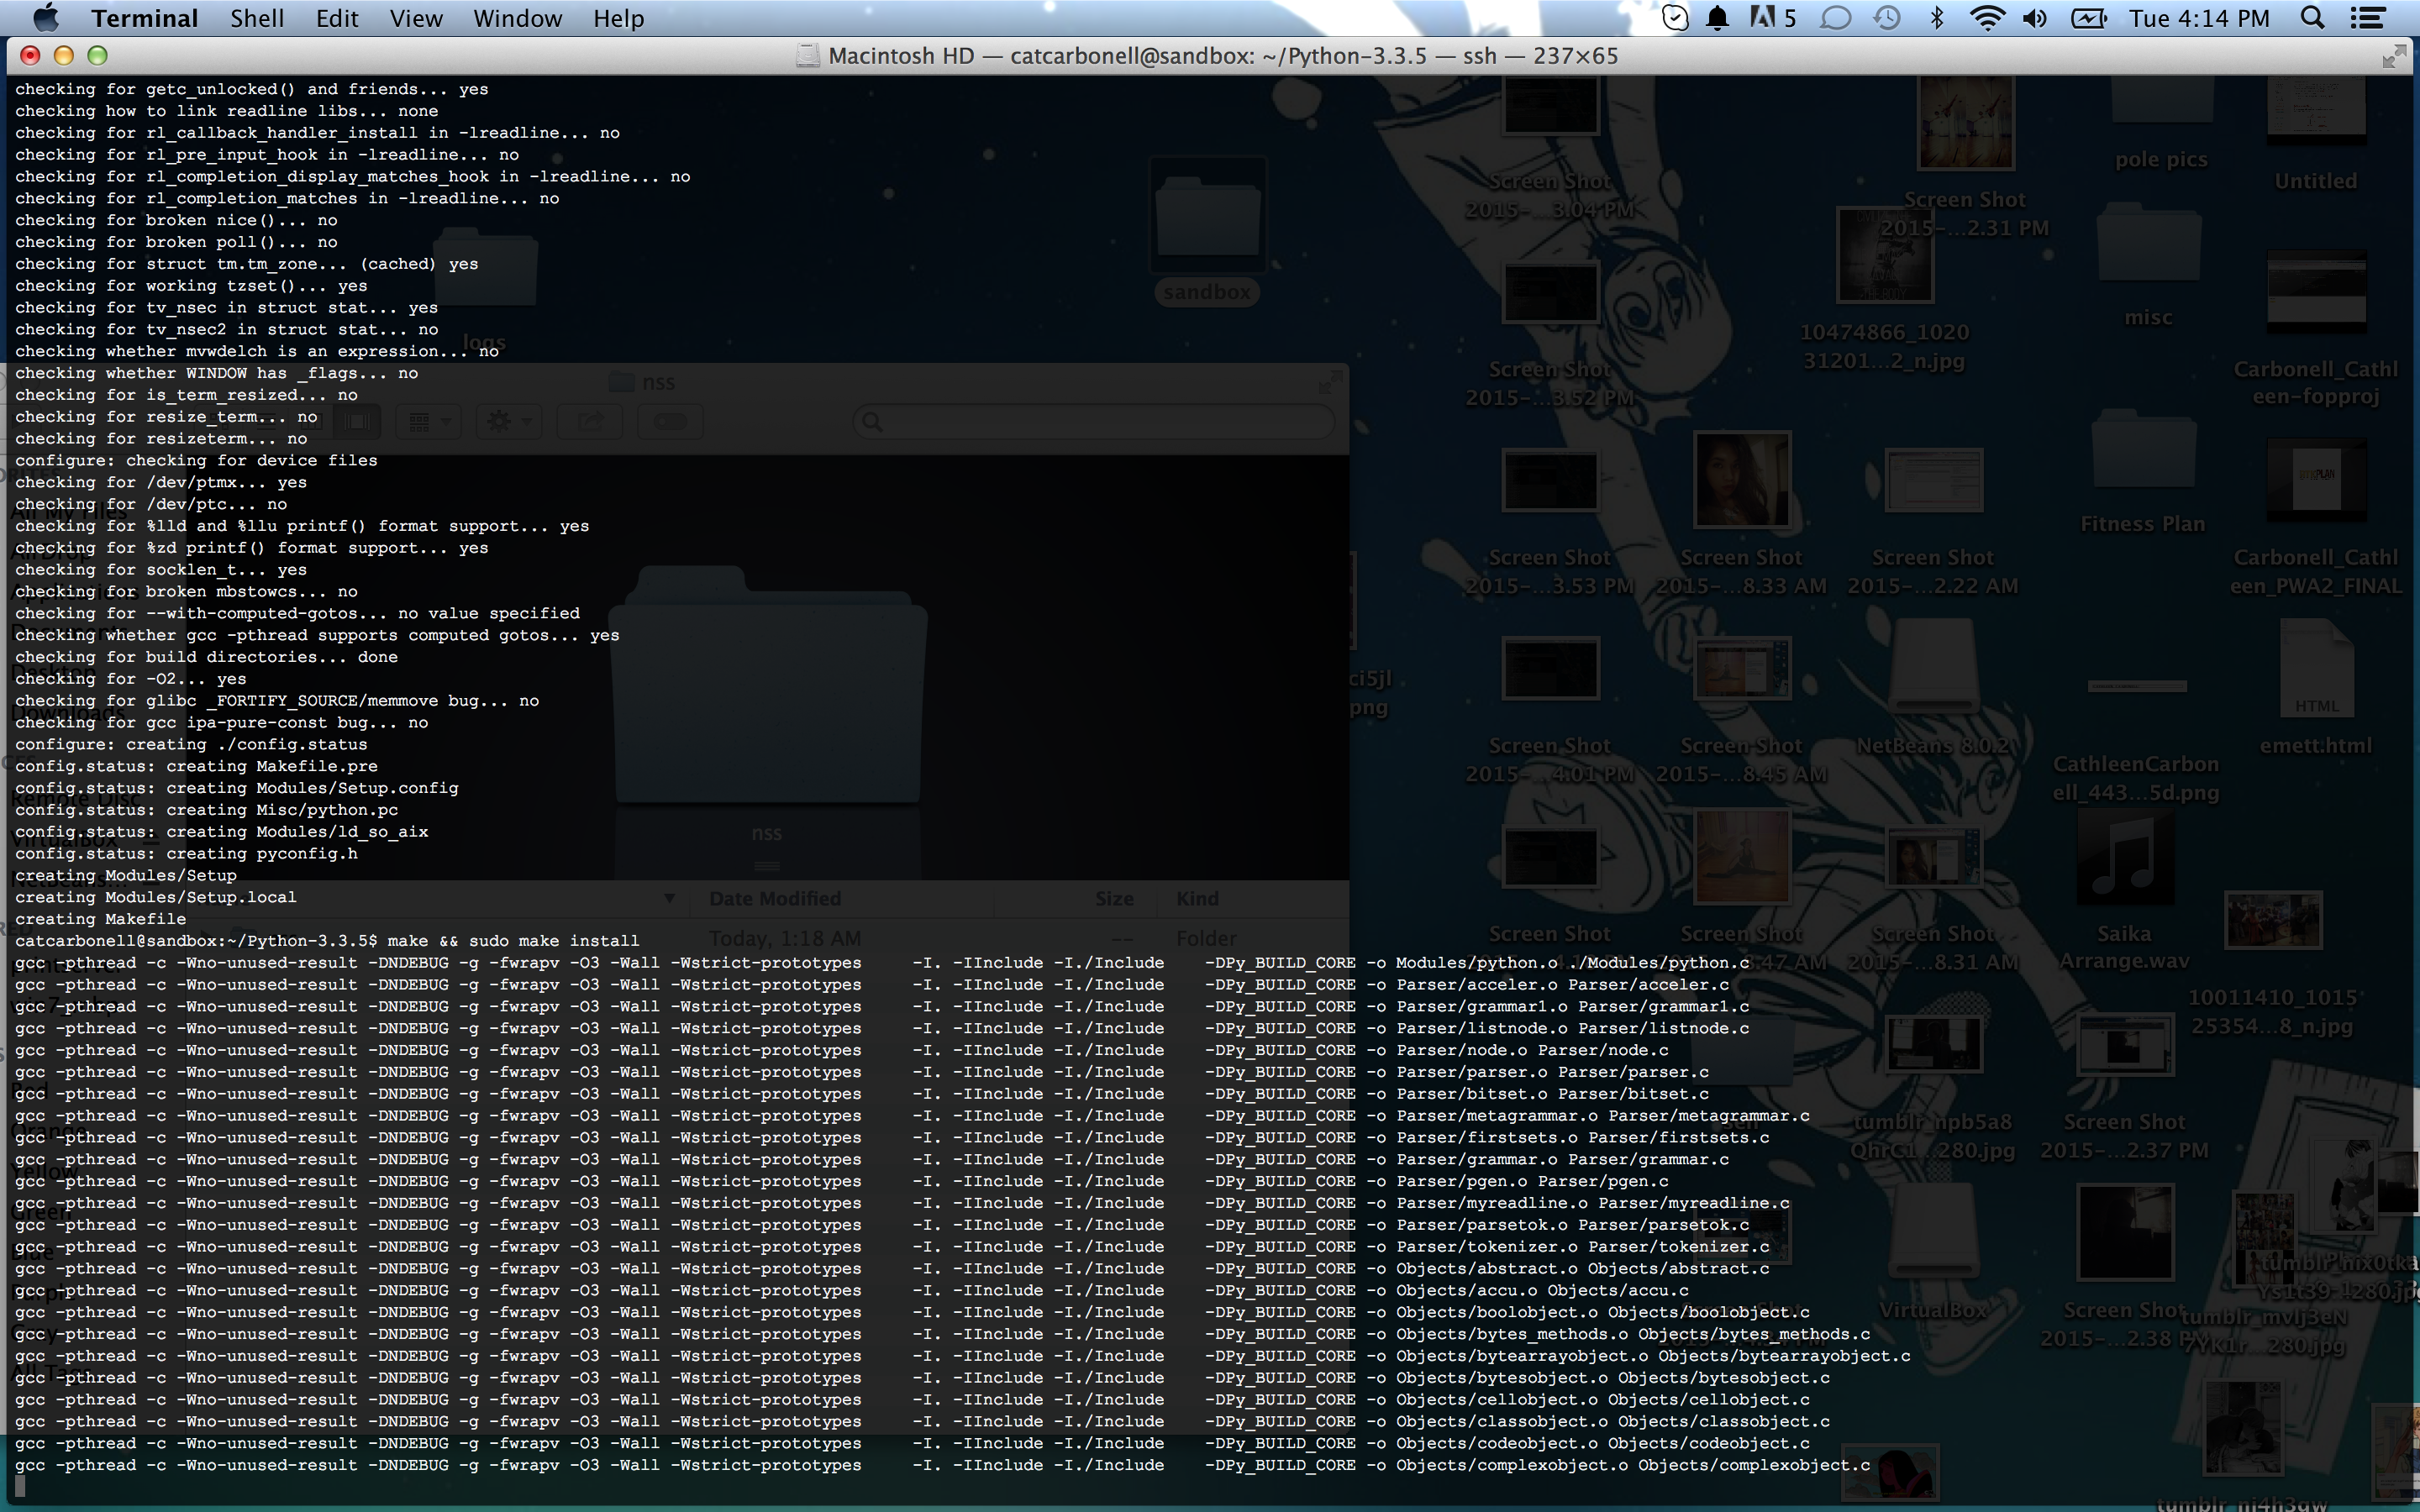 Terminal Shell Edit View Window Help 5 Tue 4:14 PM
Macintosh HD — catcarbonell@sandbox: ~/Python-3.3.5 — ssh — 237×65
checking for getc_unlocked() and friends... yes
checking how to link readline libs... none
checking for rl_callback_handler_install in -lreadline... no
checking for rl_pre_input_hook in -lreadline... no
checking for rl_completion_display_matches_hook in -lreadline... no
checking for rl_completion_matches in -lreadline... no
checking for broken nice()... no
checking for broken poll()... no
checking for struct tm.tm_zone... (cached) yes
checking for working tzset()... yes
checking for tv_nsec in struct stat... yes
checking for tv_nsec2 in struct stat... no
checking whether mvwdelch is an expression... no
checking whether WINDOW has _flags... no
checking for is_term_resized... no
checking for resize_term... no
checking for resizeterm... no
configure: checking for device files
checking for /dev/ptmx... yes
checking for /dev/ptc... no
checking for %lld and %llu printf() format support... yes
checking for %zd printf() format support... yes
checking for socklen_t... yes
checking for broken mbstowcs... no
checking for --with-computed-gotos... no value specified
checking whether gcc -pthread supports computed gotos... yes
checking for build directories... done
checking for -O2... yes
checking for glibc _FORTIFY_SOURCE/memmove bug... no
checking for gcc ipa-pure-const bug... no
configure: creating ./config.status
config.status: creating Makefile.pre
config.status: creating Modules/Setup.config
config.status: creating Misc/python.pc
config.status: creating Modules/ld_so_aix
config.status: creating pyconfig.h
creating Modules/Setup
creating Modules/Setup.local
creating Makefile
catcarbonell@sandbox:~/Python-3.3.5$ make && sudo make install
gcc -pthread -c -Wno-unused-result -DNDEBUG -g -fwrapv -O3 -Wall -Wstrict-prototypes -I. -IInclude -I./Include -DPy_BUILD_CORE -o Modules/python.o ./Modules/python.c
gcc -pthread -c -Wno-unused-result -DNDEBUG -g -fwrapv -O3 -Wall -Wstrict-prototypes -I. -IInclude -I./Include -DPy_BUILD_CORE -o Parser/acceler.o Parser/acceler.c
gcc -pthread -c -Wno-unused-result -DNDEBUG -g -fwrapv -O3 -Wall -Wstrict-prototypes -I. -IInclude -I./Include -DPy_BUILD_CORE -o Parser/grammar1.o Parser/grammar1.c
gcc -pthread -c -Wno-unused-result -DNDEBUG -g -fwrapv -O3 -Wall -Wstrict-prototypes -I. -IInclude -I./Include -DPy_BUILD_CORE -o Parser/listnode.o Parser/listnode.c
gcc -pthread -c -Wno-unused-result -DNDEBUG -g -fwrapv -O3 -Wall -Wstrict-prototypes -I. -IInclude -I./Include -DPy_BUILD_CORE -o Parser/node.o Parser/node.c
gcc -pthread -c -Wno-unused-result -DNDEBUG -g -fwrapv -O3 -Wall -Wstrict-prototypes -I. -IInclude -I./Include -DPy_BUILD_CORE -o Parser/parser.o Parser/parser.c
gcc -pthread -c -Wno-unused-result -DNDEBUG -g -fwrapv -O3 -Wall -Wstrict-prototypes -I. -IInclude -I./Include -DPy_BUILD_CORE -o Parser/bitset.o Parser/bitset.c
gcc -pthread -c -Wno-unused-result -DNDEBUG -g -fwrapv -O3 -Wall -Wstrict-prototypes -I. -IInclude -I./Include -DPy_BUILD_CORE -o Parser/metagrammar.o Parser/metagrammar.c
gcc -pthread -c -Wno-unused-result -DNDEBUG -g -fwrapv -O3 -Wall -Wstrict-prototypes -I. -IInclude -I./Include -DPy_BUILD_CORE -o Parser/firstsets.o Parser/firstsets.c
gcc -pthread -c -Wno-unused-result -DNDEBUG -g -fwrapv -O3 -Wall -Wstrict-prototypes -I. -IInclude -I./Include -DPy_BUILD_CORE -o Parser/grammar.o Parser/grammar.c
gcc -pthread -c -Wno-unused-result -DNDEBUG -g -fwrapv -O3 -Wall -Wstrict-prototypes -I. -IInclude -I./Include -DPy_BUILD_CORE -o Parser/pgen.o Parser/pgen.c
gcc -pthread -c -Wno-unused-result -DNDEBUG -g -fwrapv -O3 -Wall -Wstrict-prototypes -I. -IInclude -I./Include -DPy_BUILD_CORE -o Parser/myreadline.o Parser/myreadline.c
gcc -pthread -c -Wno-unused-result -DNDEBUG -g -fwrapv -O3 -Wall -Wstrict-prototypes -I. -IInclude -I./Include -DPy_BUILD_CORE -o Parser/parsetok.o Parser/parsetok.c
gcc -pthread -c -Wno-unused-result -DNDEBUG -g -fwrapv -O3 -Wall -Wstrict-prototypes -I. -IInclude -I./Include -DPy_BUILD_CORE -o Parser/tokenizer.o Parser/tokenizer.c
gcc -pthread -c -Wno-unused-result -DNDEBUG -g -fwrapv -O3 -Wall -Wstrict-prototypes -I. -IInclude -I./Include -DPy_BUILD_CORE -o Objects/abstract.o Objects/abstract.c
gcc -pthread -c -Wno-unused-result -DNDEBUG -g -fwrapv -O3 -Wall -Wstrict-prototypes -I. -IInclude -I./Include -DPy_BUILD_CORE -o Objects/accu.o Objects/accu.c
gcc -pthread -c -Wno-unused-result -DNDEBUG -g -fwrapv -O3 -Wall -Wstrict-prototypes -I. -IInclude -I./Include -DPy_BUILD_CORE -o Objects/boolobject.o Objects/boolobject.c
gcc -pthread -c -Wno-unused-result -DNDEBUG -g -fwrapv -O3 -Wall -Wstrict-prototypes -I. -IInclude -I./Include -DPy_BUILD_CORE -o Objects/bytes_methods.o Objects/bytes_methods.c
gcc -pthread -c -Wno-unused-result -DNDEBUG -g -fwrapv -O3 -Wall -Wstrict-prototypes -I. -IInclude -I./Include -DPy_BUILD_CORE -o Objects/bytearrayobject.o Objects/bytearrayobject.c
gcc -pthread -c -Wno-unused-result -DNDEBUG -g -fwrapv -O3 -Wall -Wstrict-prototypes -I. -IInclude -I./Include -DPy_BUILD_CORE -o Objects/bytesobject.o Objects/bytesobject.c
gcc -pthread -c -Wno-unused-result -DNDEBUG -g -fwrapv -O3 -Wall -Wstrict-prototypes -I. -IInclude -I./Include -DPy_BUILD_CORE -o Objects/cellobject.o Objects/cellobject.c
gcc -pthread -c -Wno-unused-result -DNDEBUG -g -fwrapv -O3 -Wall -Wstrict-prototypes -I. -IInclude -I./Include -DPy_BUILD_CORE -o Objects/classobject.o Objects/classobject.c
gcc -pthread -c -Wno-unused-result -DNDEBUG -g -fwrapv -O3 -Wall -Wstrict-prototypes -I. -IInclude -I./Include -DPy_BUILD_CORE -o Objects/codeobject.o Objects/codeobject.c
gcc -pthread -c -Wno-unused-result -DNDEBUG -g -fwrapv -O3 -Wall -Wstrict-prototypes -I. -IInclude -I./Include -DPy_BUILD_CORE -o Objects/complexobject.o Objects/complexobject.c
logs
sandbox
nss
nss
Date Modified Size Kind
Today, 1:18 AM -- Folder
Screen Shot
2015-...3.04 PM
Screen Shot
2015-...2.31 PM
pole pics
Untitled
10474866_1020
31201...2_n.jpg
misc
Screen Shot
2015-...3.52 PM
Carbonell_Cathl
een-fopproj
Screen Shot
2015-...3.53 PM
Screen Shot
2015-...8.33 AM
Screen Shot
2015-...2.22 AM
Fitness Plan
Carbonell_Cathl
een_PWA2_FINAL
Screen Shot
2015-...4.01 PM
Screen Shot
2015-...8.45 AM
NetBeans 8.0.2
CathleenCarbon
ell_443...5d.png
HTML
emett.html
Screen Shot
Screen Shot
2015-...8.47 AM
Screen Shot
2015-...8.31 AM
Saika
Arrange.wav
10011410_1015
25354...8_n.jpg
tumblr_npb5a8
QhrC1...280.jpg
Screen Shot
2015-...2.37 PM
VirtualBox
Screen Shot
2015-...2.38 P